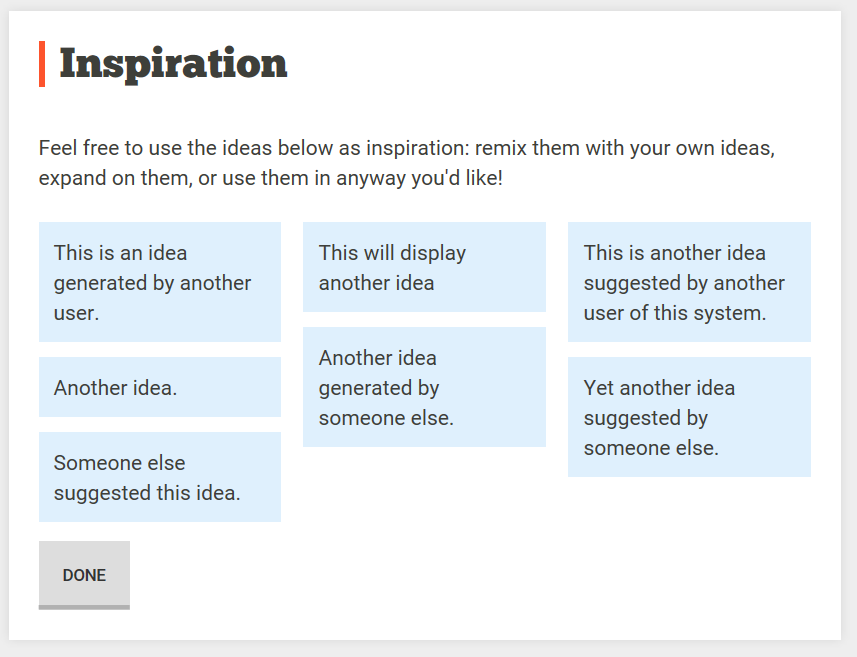 Inspiration
Feel free to use the ideas below as inspiration: remix them with your own ideas,
expand on them, or use them in anyway you'd like!
This is an idea
generated by another
user.
Another idea.
Someone else
suggested this idea.
This will display
another idea
Another idea
generated by
someone else.
This is another idea
suggested by another
user of this system.
Yet another idea
suggested by
someone else.
DONE